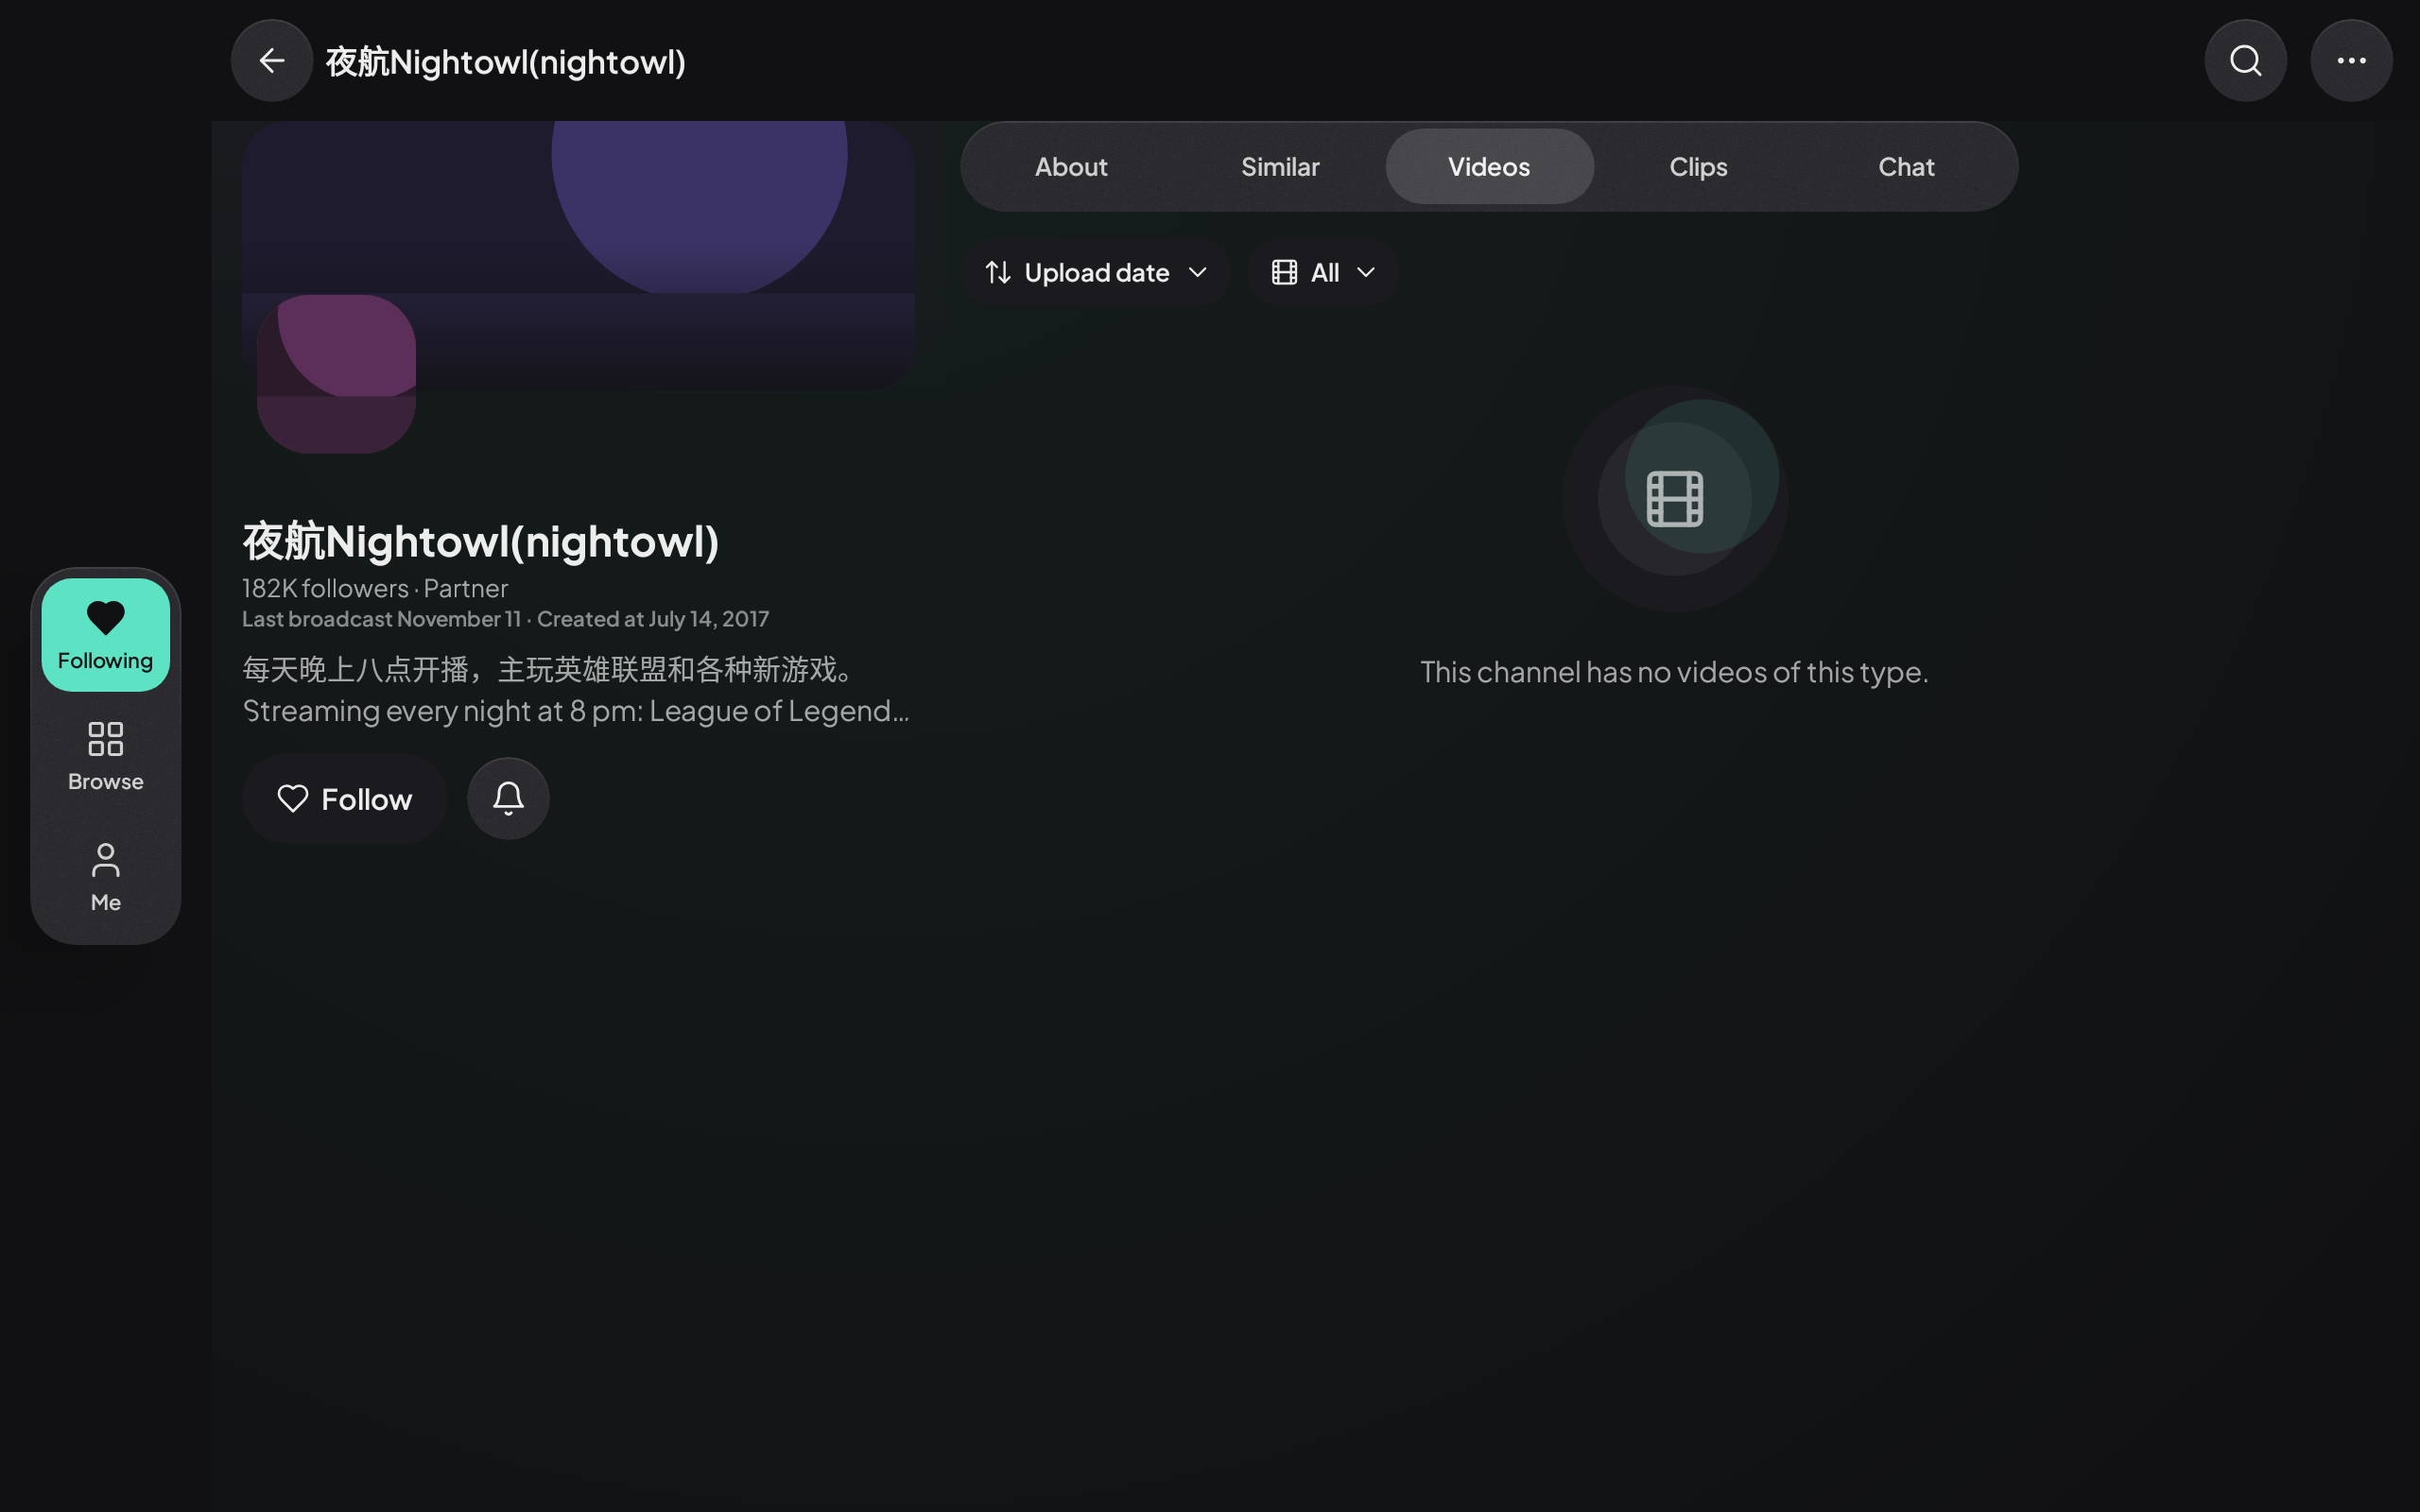 夜航Nightowl(nightowl)
About
Similar
Videos
Clips
Chat
Upload date
All
夜航Nightowl(nightowl)
182K followers · Partner
Last broadcast November 11 · Created at July 14, 2017
每天晚上八点开播，主玩英雄联盟和各种新游戏。
Streaming every night at 8 pm: League of Legend…
Follow
This channel has no videos of this type.
Following
Browse
Me